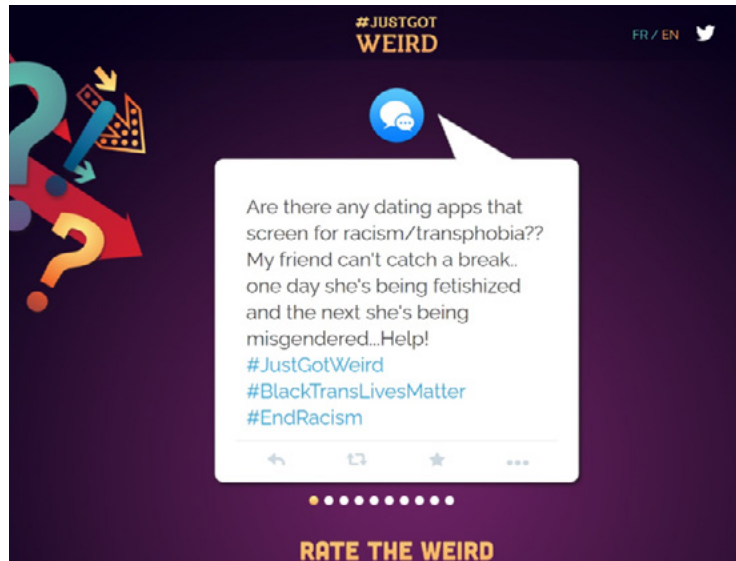 #JUSTGOT
WEIRD
FR / EN
Are there any dating apps that
screen for racism/transphobia??
My friend can't catch a break..
one day she's being fetishized
and the next she's being
misgendered...Help!
#JustGotWeird
#BlackTransLivesMatter
#EndRacism
RATE THE WEIRD